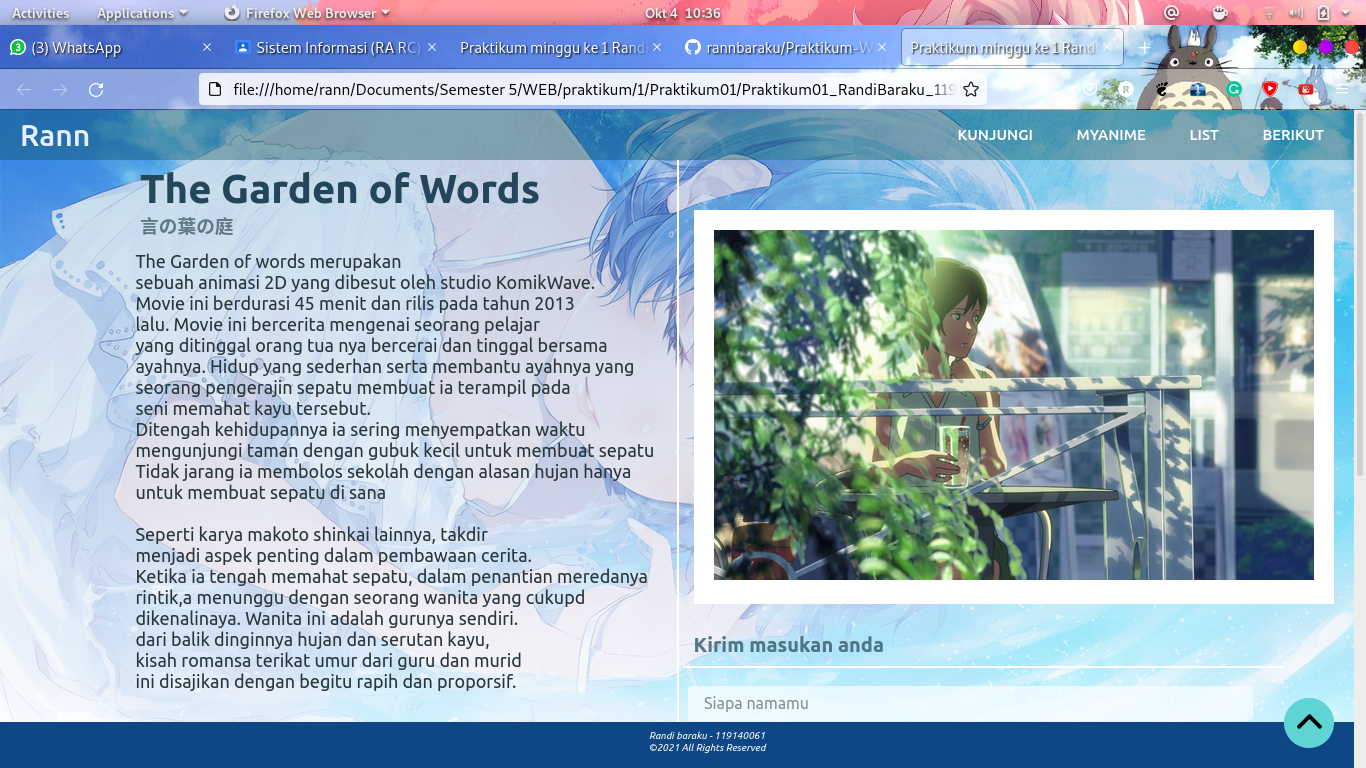 Activities Applications Firefox Web Browser Okt 4 10:36
(3) WhatsApp Sistem Informasi (RA RC) Praktikum minggu ke 1 Rand rannbaraku/Praktikum-W Praktikum minggu ke 1 Rand
file:///home/rann/Documents/Semester 5/WEB/praktikum/1/Praktikum01/Praktikum01_RandiBaraku_119
Rann KUNJUNGI MYANIME LIST BERIKUT
The Garden of Words
言の葉の庭
The Garden of words merupakan
sebuah animasi 2D yang dibesut oleh studio KomikWave.
Movie ini berdurasi 45 menit dan rilis pada tahun 2013
lalu. Movie ini bercerita mengenai seorang pelajar
yang ditinggal orang tua nya bercerai dan tinggal bersama
ayahnya. Hidup yang sederhan serta membantu ayahnya yang
seorang pengerajin sepatu membuat ia terampil pada
seni memahat kayu tersebut.
Ditengah kehidupannya ia sering menyempatkan waktu
mengunjungi taman dengan gubuk kecil untuk membuat sepatu
Tidak jarang ia membolos sekolah dengan alasan hujan hanya
untuk membuat sepatu di sana
Seperti karya makoto shinkai lainnya, takdir
menjadi aspek penting dalam pembawaan cerita.
Ketika ia tengah memahat sepatu, dalam penantian meredanya
rintik,a menunggu dengan seorang wanita yang cukupd
dikenalinaya. Wanita ini adalah gurunya sendiri.
dari balik dinginnya hujan dan serutan kayu,
kisah romansa terikat umur dari guru dan murid
ini disajikan dengan begitu rapih dan proporsif.
Kirim masukan anda
Siapa namamu
Randi baraku - 119140061
©2021 All Rights Reserved